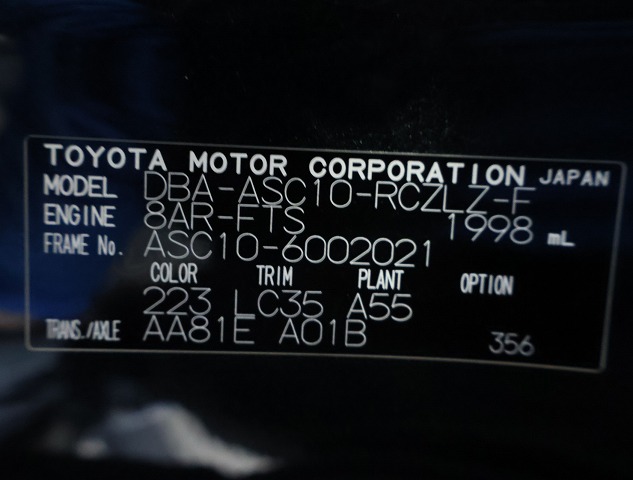 TOYOTA MOTOR CORPORATION JAPAN
MODEL DBA-ASC10-RCZLZ-F
ENGINE 8AR-FTS 1998 mL
FRAME No. ASC10-6002021
COLOR TRIM PLANT OPTION
223 LC35 A55
TRANS./AXLE AA81E A01B 356